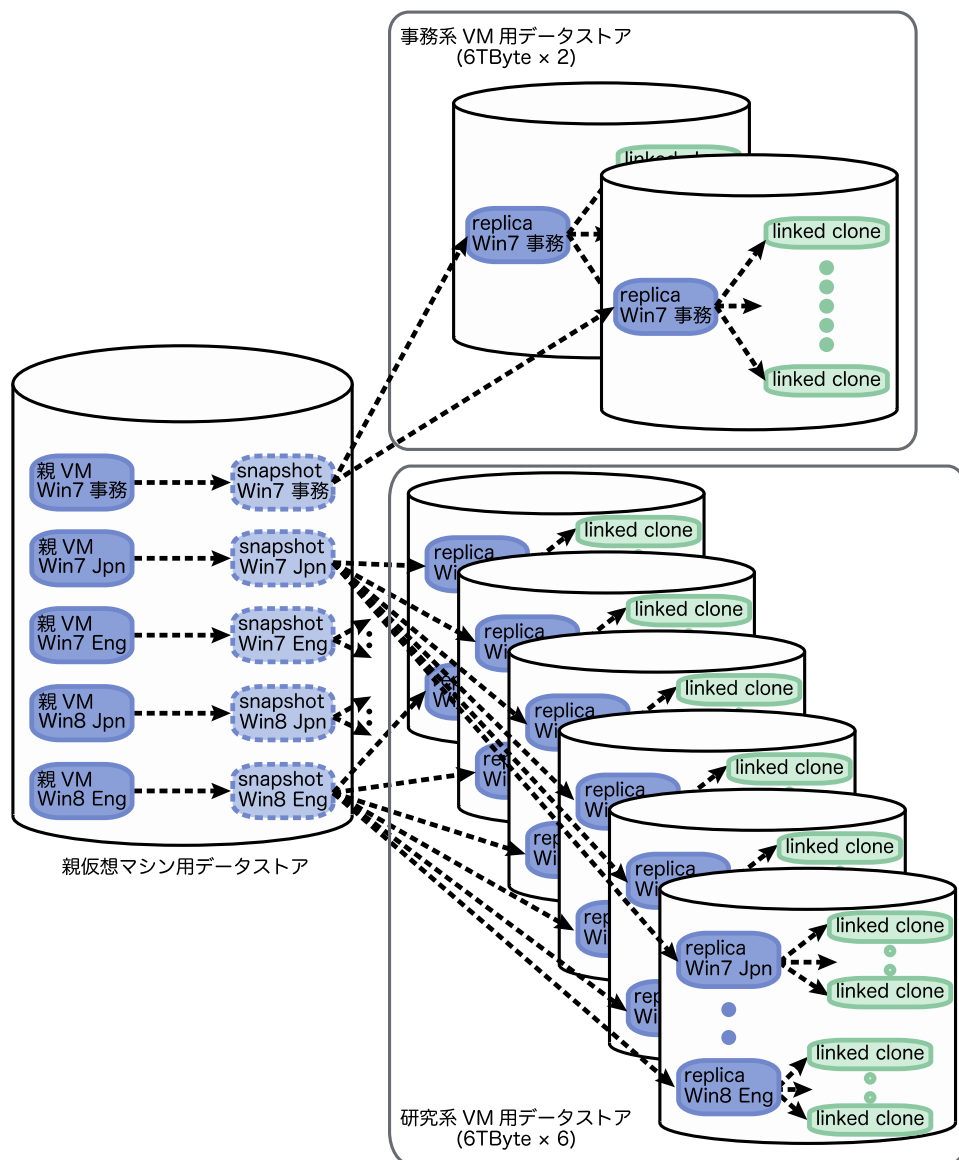 事務系 VM 用データストア
(6TByte × 2)
replica
Win7 事務
replica
Win7 事務
linked clone
linked clone
親 VM
Win7 事務
snapshot
Win7 事務
親 VM
Win7 Jpn
snapshot
Win7 Jpn
親 VM
Win7 Eng
snapshot
Win7 Eng
親 VM
Win8 Jpn
snapshot
Win8 Jpn
親 VM
Win8 Eng
snapshot
Win8 Eng
親仮想マシン用データストア
replica
linked clone
replica
linked clone
replica
linked clone
replica
linked clone
replica
linked clone
replica
Win7 Jpn
linked clone
linked clone
replica
Win8 Eng
linked clone
linked clone
研究系 VM 用データストア
(6TByte × 6)